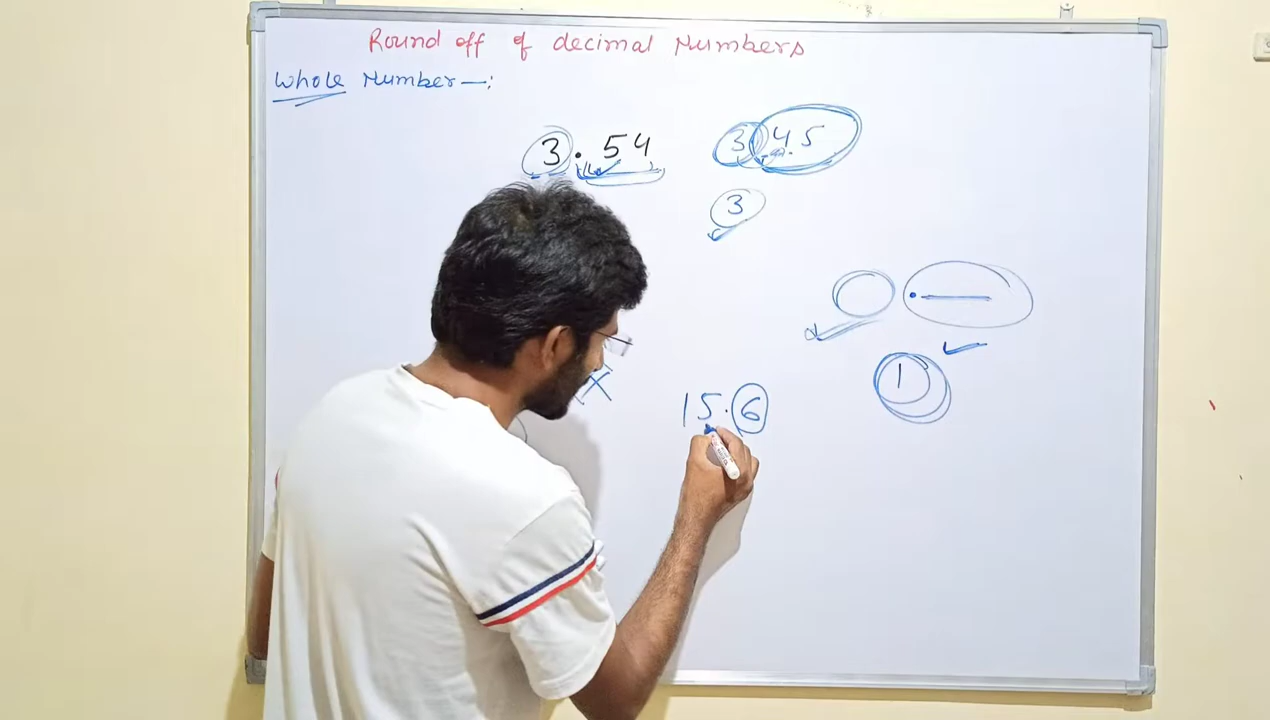 Round off of decimal Numbers
Whole Number—:
3.54 3.45
3
1
X 15.6